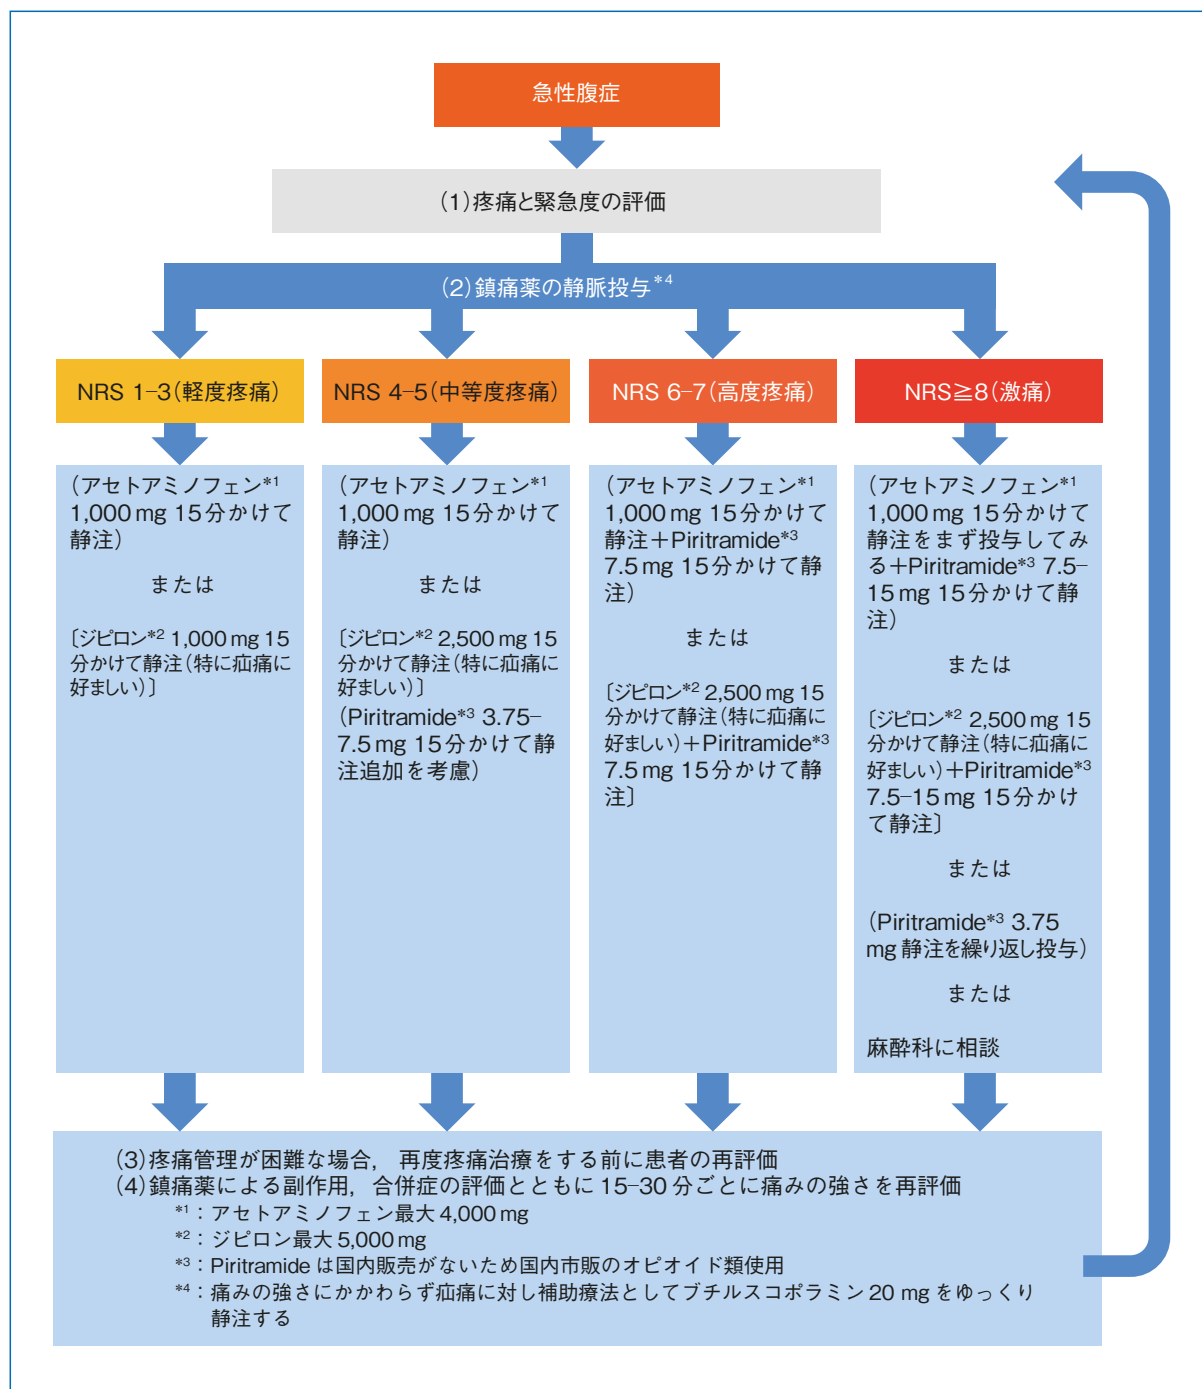 急性腹症
(1)疼痛と緊急度の評価
(2)鎮痛薬の静脈投与*4
NRS 1–3(軽度疼痛)
NRS 4–5(中等度疼痛)
NRS 6–7(高度疼痛)
NRS≧8(激痛)
(アセトアミノフェン*1
1,000 mg 15分かけて
静注)
または
〔ジピロン*2 1,000 mg 15
分かけて静注(特に疝痛に
好ましい)〕
(アセトアミノフェン*1
1,000 mg 15分かけて
静注)
または
〔ジピロン*2 2,500 mg 15
分かけて静注(特に疝痛に
好ましい)〕
(Piritramide*3 3.75–
7.5 mg 15分かけて静
注追加を考慮)
(アセトアミノフェン*1
1,000 mg 15分かけて
静注+Piritramide*3
7.5 mg 15分かけて静
注)
または
〔ジピロン*2 2,500 mg 15
分かけて静注(特に疝痛に
好ましい)+Piritramide*3
7.5 mg 15分かけて静
注〕
(アセトアミノフェン*1
1,000 mg 15分かけて
静注をまず投与してみ
る+Piritramide*3 7.5–
15 mg 15分かけて静
注)
または
〔ジピロン*2 2,500 mg 15
分かけて静注(特に疝痛に
好ましい)+Piritramide*3
7.5–15 mg 15分かけ
て静注〕
または
(Piritramide*3 3.75
mg 静注を繰り返し投与)
または
麻酔科に相談
(3)疼痛管理が困難な場合,再度疼痛治療をする前に患者の再評価
(4)鎮痛薬による副作用,合併症の評価とともに 15–30 分ごとに痛みの強さを再評価
*1:アセトアミノフェン最大 4,000 mg
*2:ジピロン最大 5,000 mg
*3:Piritramide は国内販売がないため国内市販のオピオイド類使用
*4:痛みの強さにかかわらず疝痛に対し補助療法としてブチルスコポラミン 20 mg をゆっくり
静注する